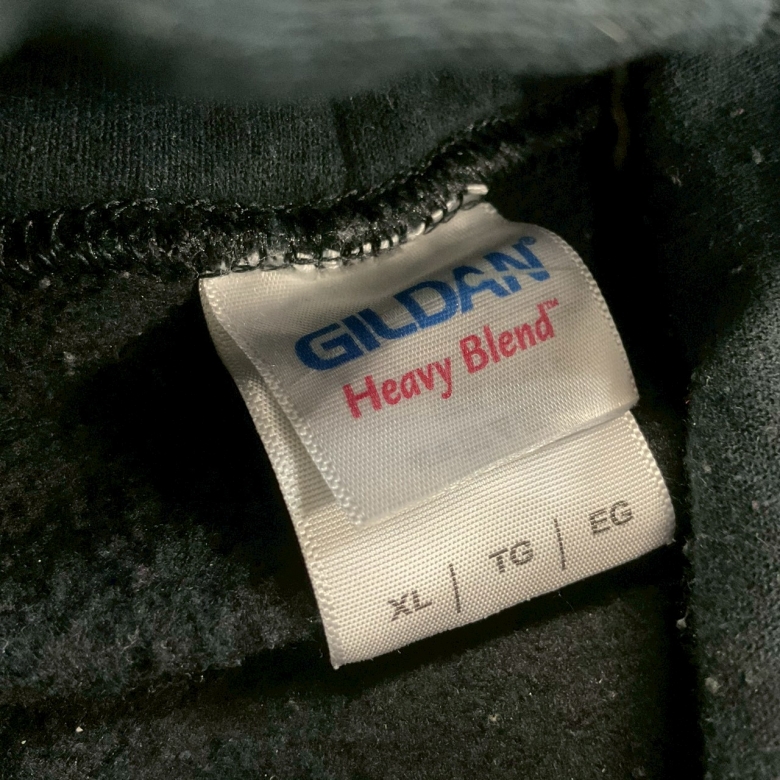 GILDAN®
Heavy Blend™
XL | TG | EG